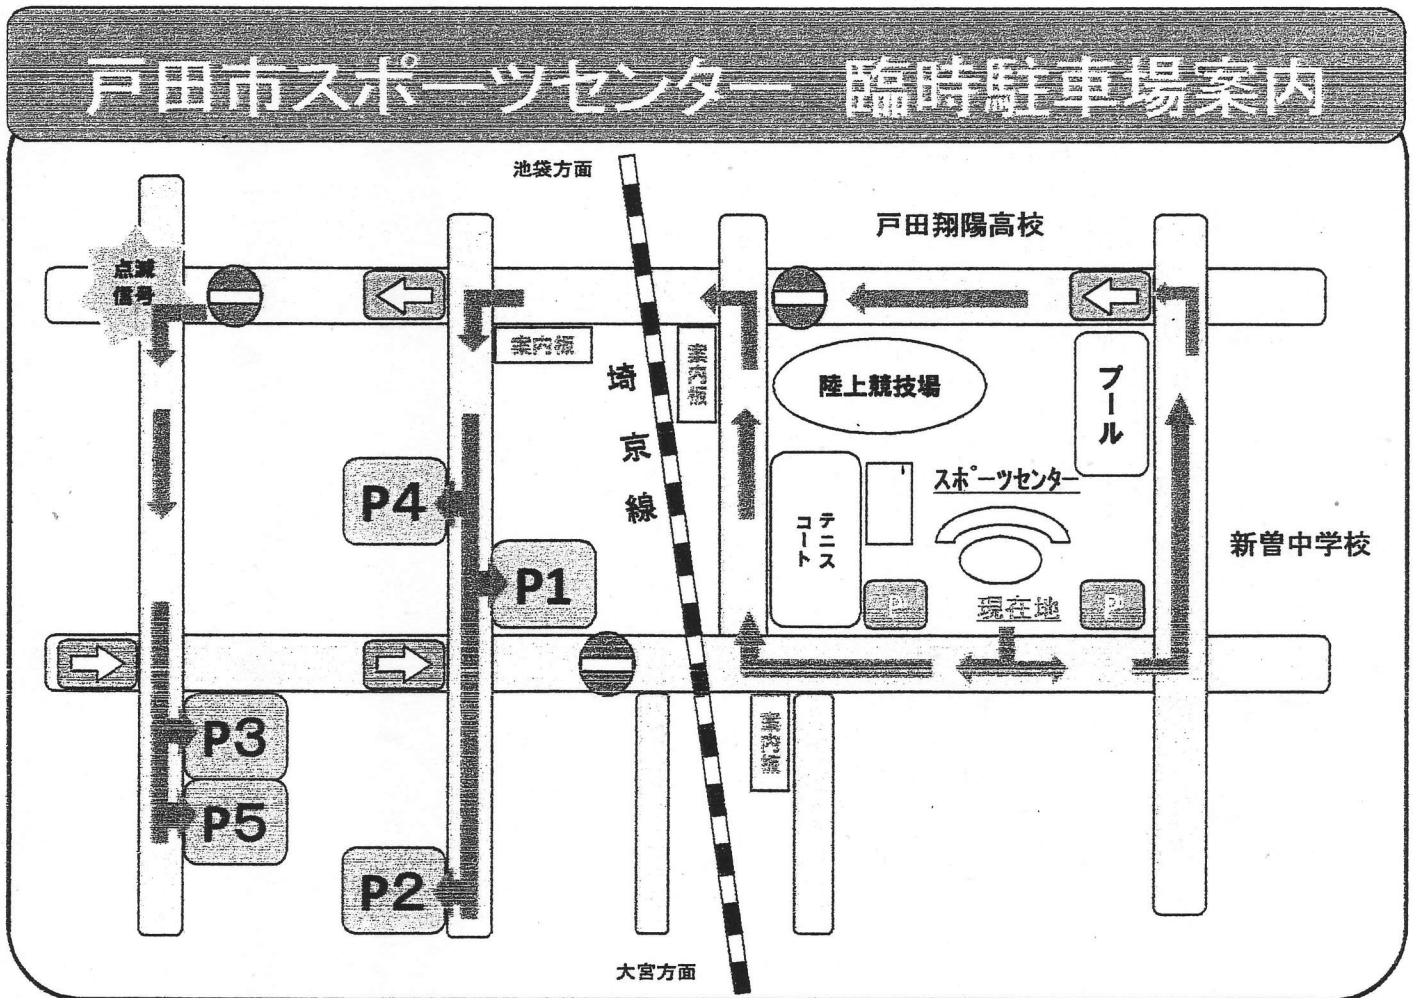 戸田市スポーツセンター 臨時駐車場案内
池袋方面
戸田翔陽高校
点滅
信号
案内板
案内板
埼京線
陸上競技場
プール
P4
スポーツセンター
テニス
コート
新曽中学校
P1
P
現在地
P
P3
案内板
P5
P2
大宮方面